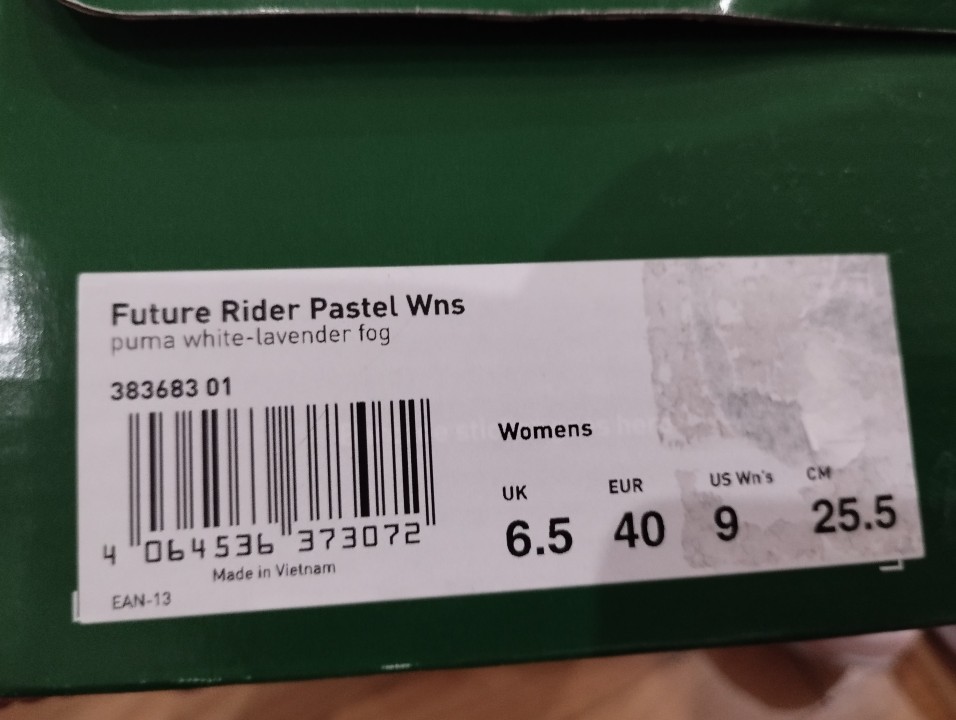 Future Rider Pastel Wns
puma white-lavender fog
383683 01
Womens
UK EUR US Wn's CM
6.5 40 9 25.5
4 064536 373072
Made in Vietnam
EAN-13